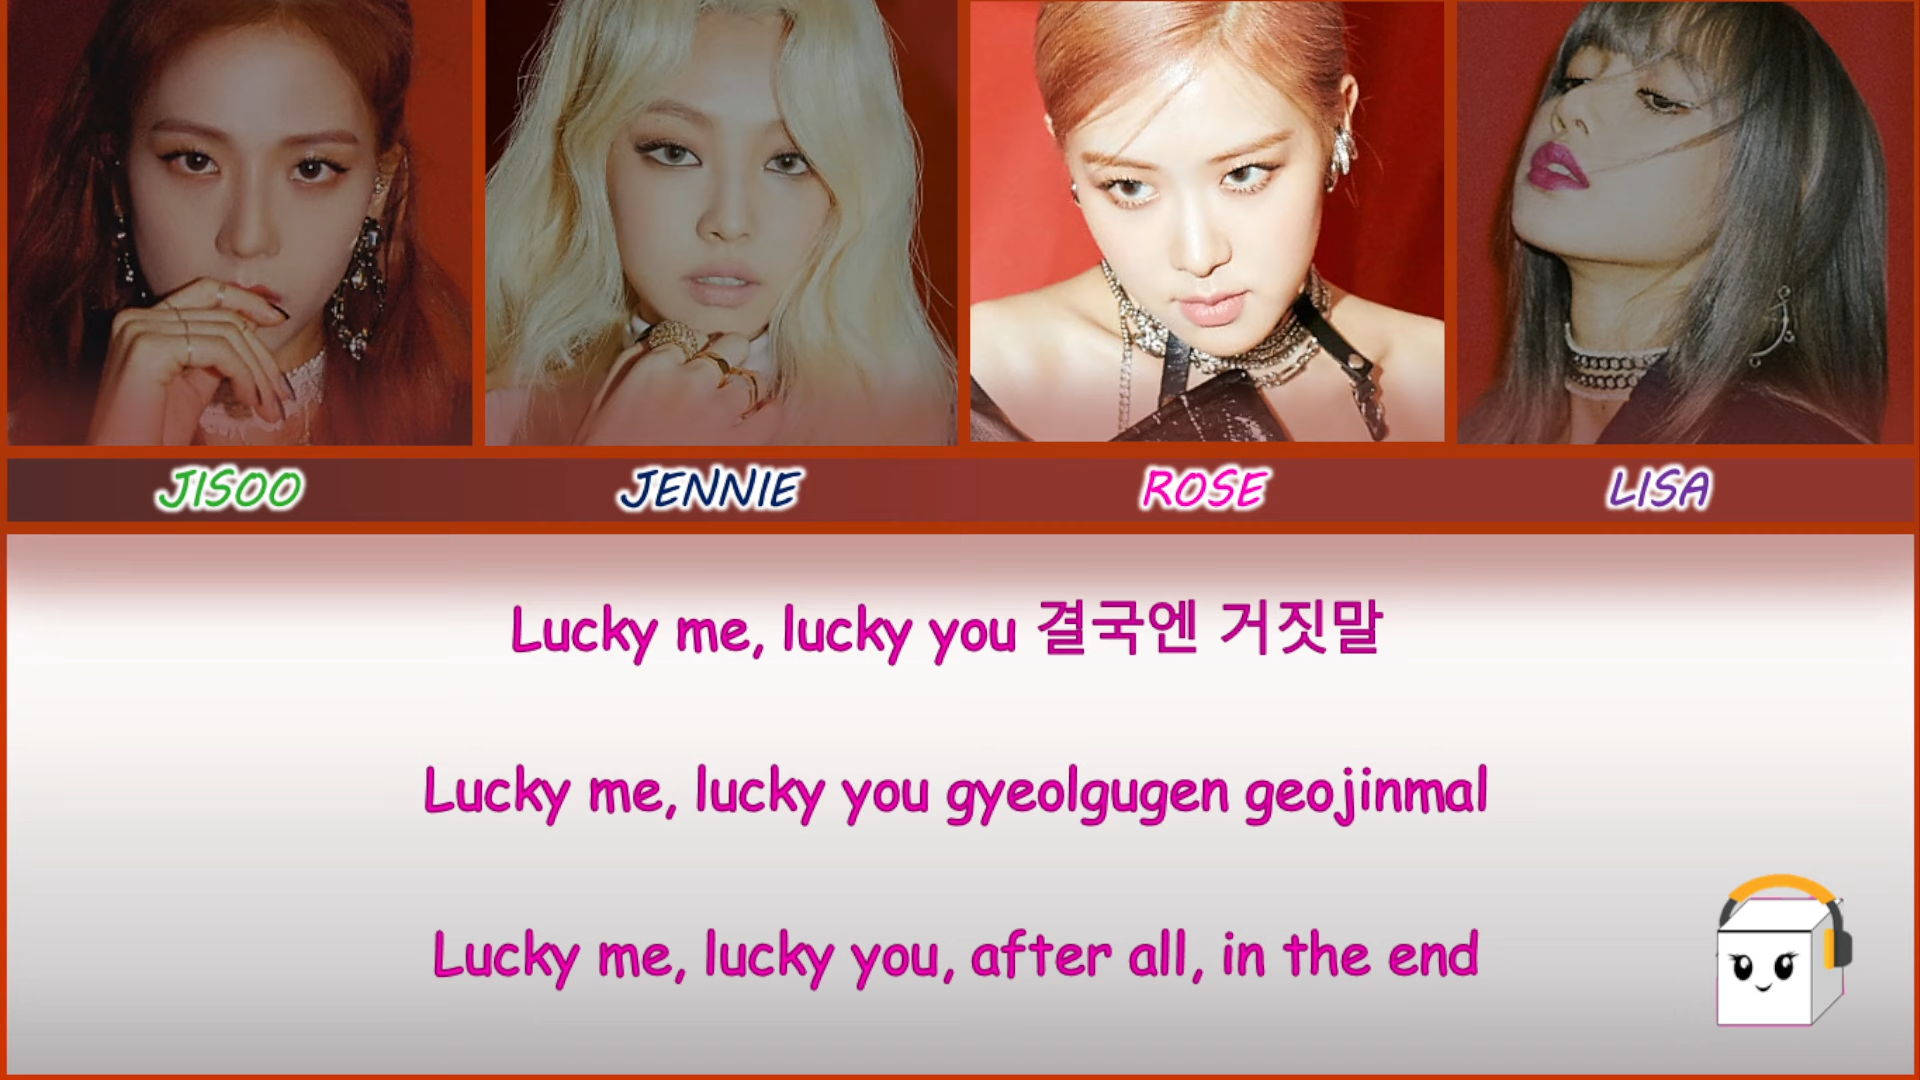 JISOO
JENNIE
ROSE
LISA
Lucky me, lucky you 결국엔 거짓말
Lucky me, lucky you gyeolgugen geojinmal
Lucky me, lucky you, after all, in the end